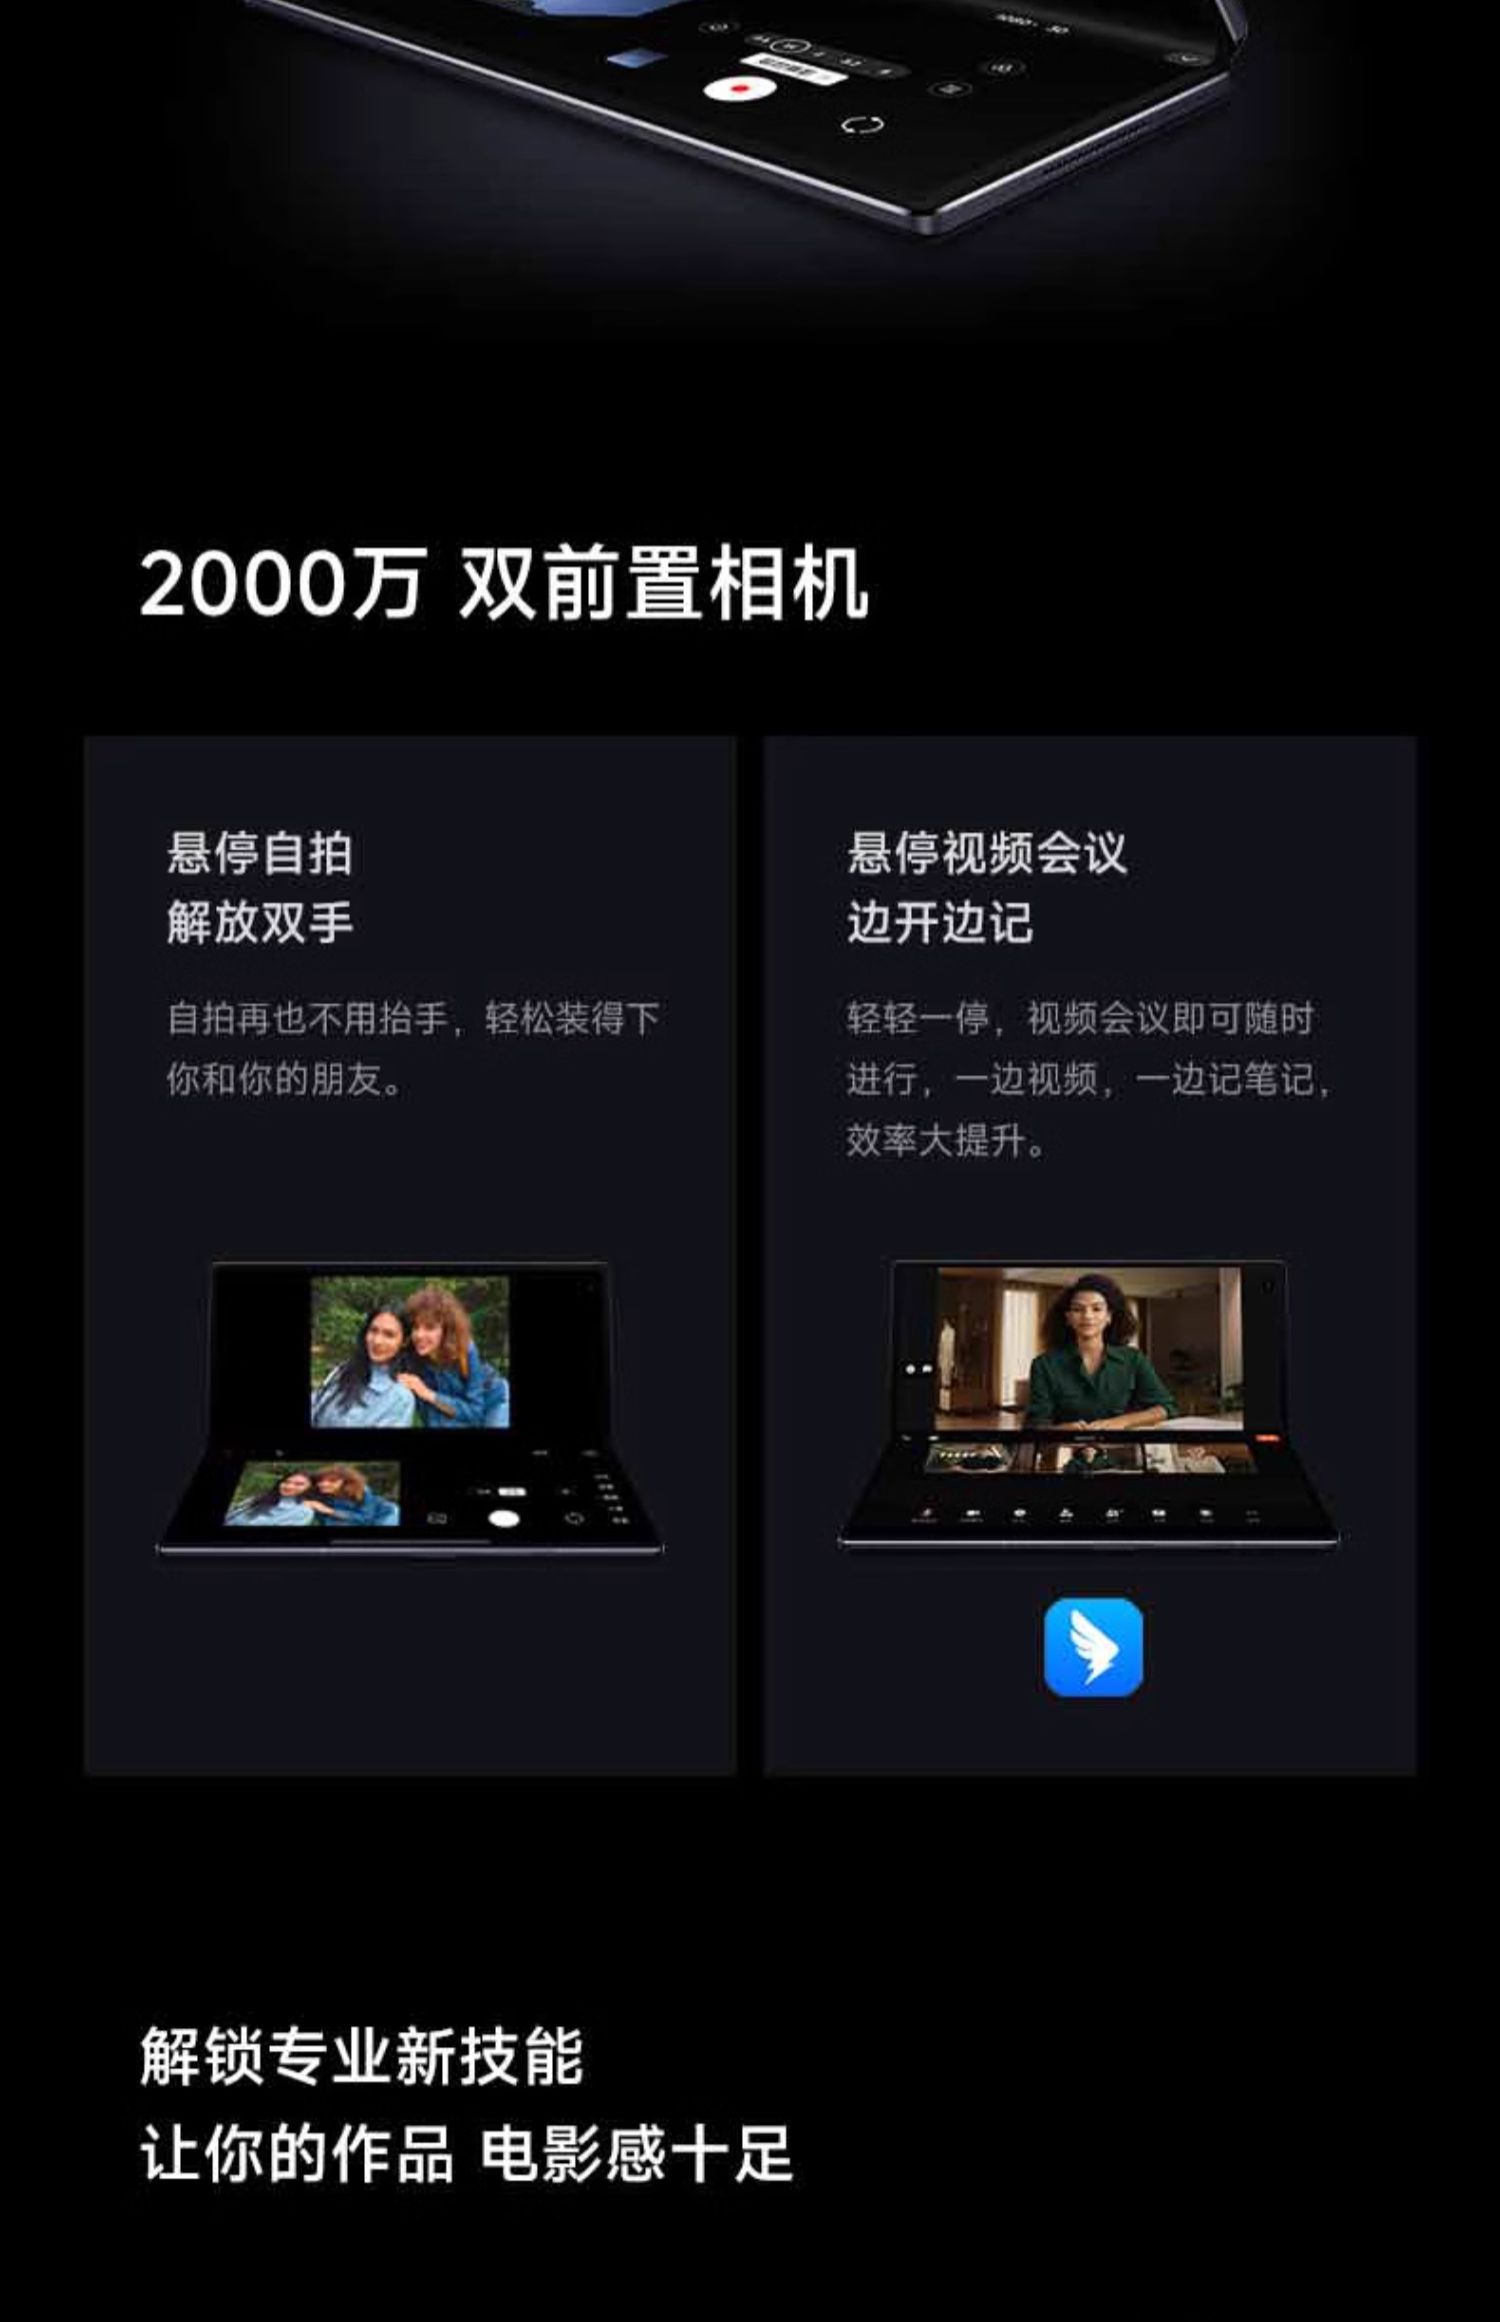 2000万 双前置相机
悬停自拍
解放双手
自拍再也不用抬手，轻松装得下
你和你的朋友。
悬停视频会议
边开边记
轻轻一停，视频会议即可随时
进行，一边视频，一边记笔记，
效率大提升。
解锁专业新技能
让你的作品 电影感十足